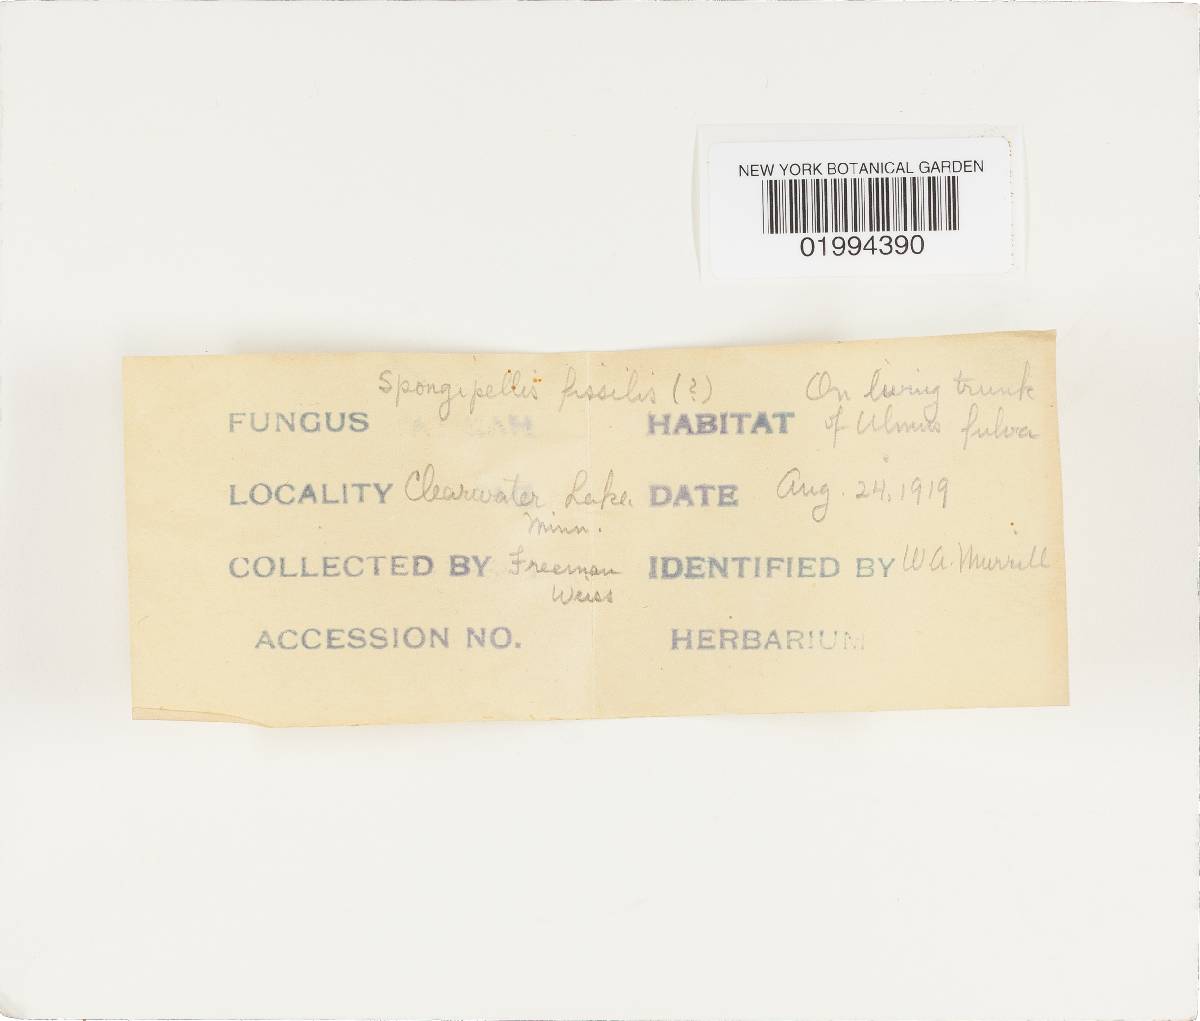 NEW YORK BOTANICAL GARDEN
01994390
Spongipellis fissilis (?) On living trunk
FUNGUS HABITAT of Ulmus fulva
LOCALITY Clearwater Lake DATE Aug. 24, 1919
Minn.
COLLECTED BY Freeman IDENTIFIED BY W A. Murrill
Weiss
ACCESSION NO. HERBARIUM